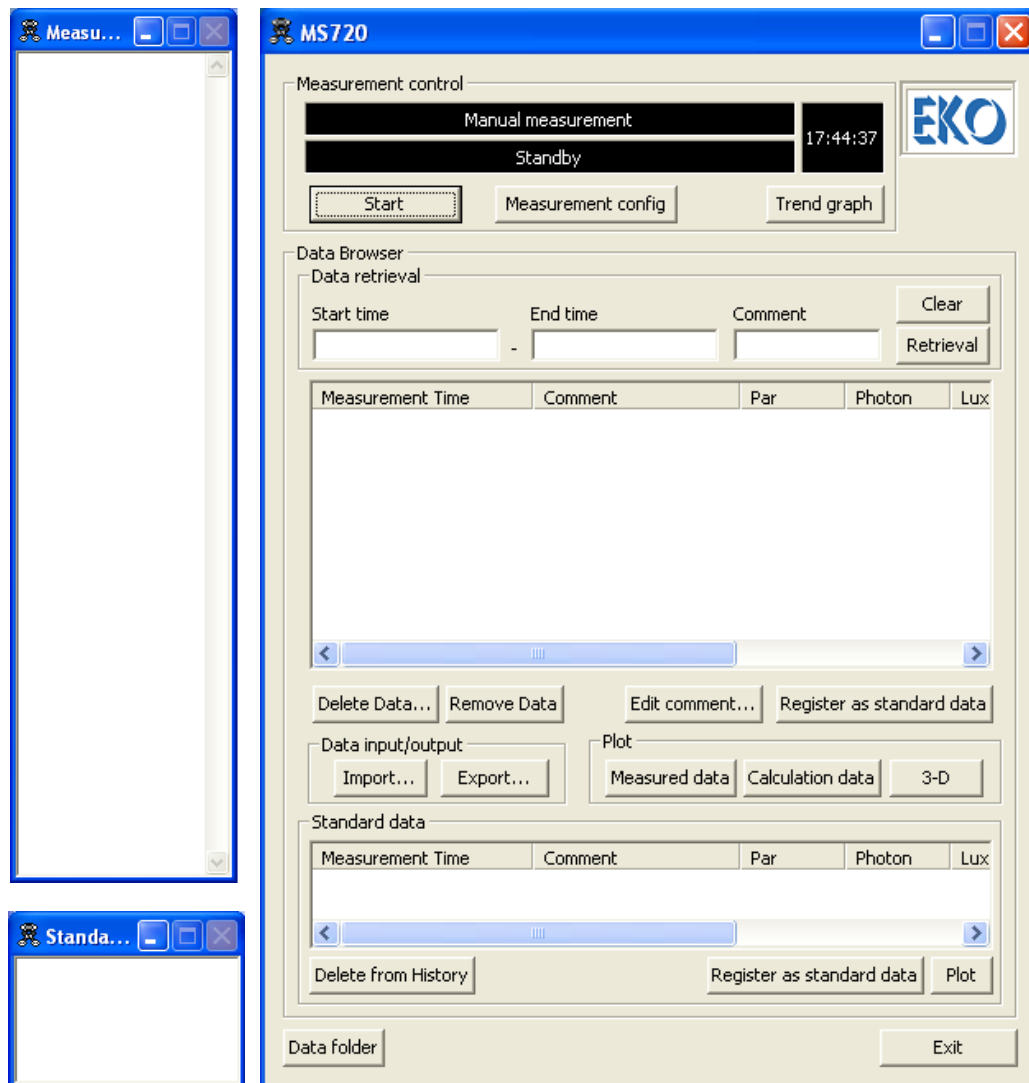 Measu...
MS720
Measurement control
Manual measurement
17:44:37
Standby
EKO
Start
Measurement config
Trend graph
Data Browser
Data retrieval
Start time
End time
Comment
Clear
-
Retrieval
Measurement Time Comment Par Photon Lux
Delete Data...
Remove Data
Edit comment...
Register as standard data
Data input/output
Import...
Export...
Plot
Measured data
Calculation data
3-D
Standard data
Measurement Time Comment Par Photon Lux
Standa...
Delete from History
Register as standard data
Plot
Data folder
Exit